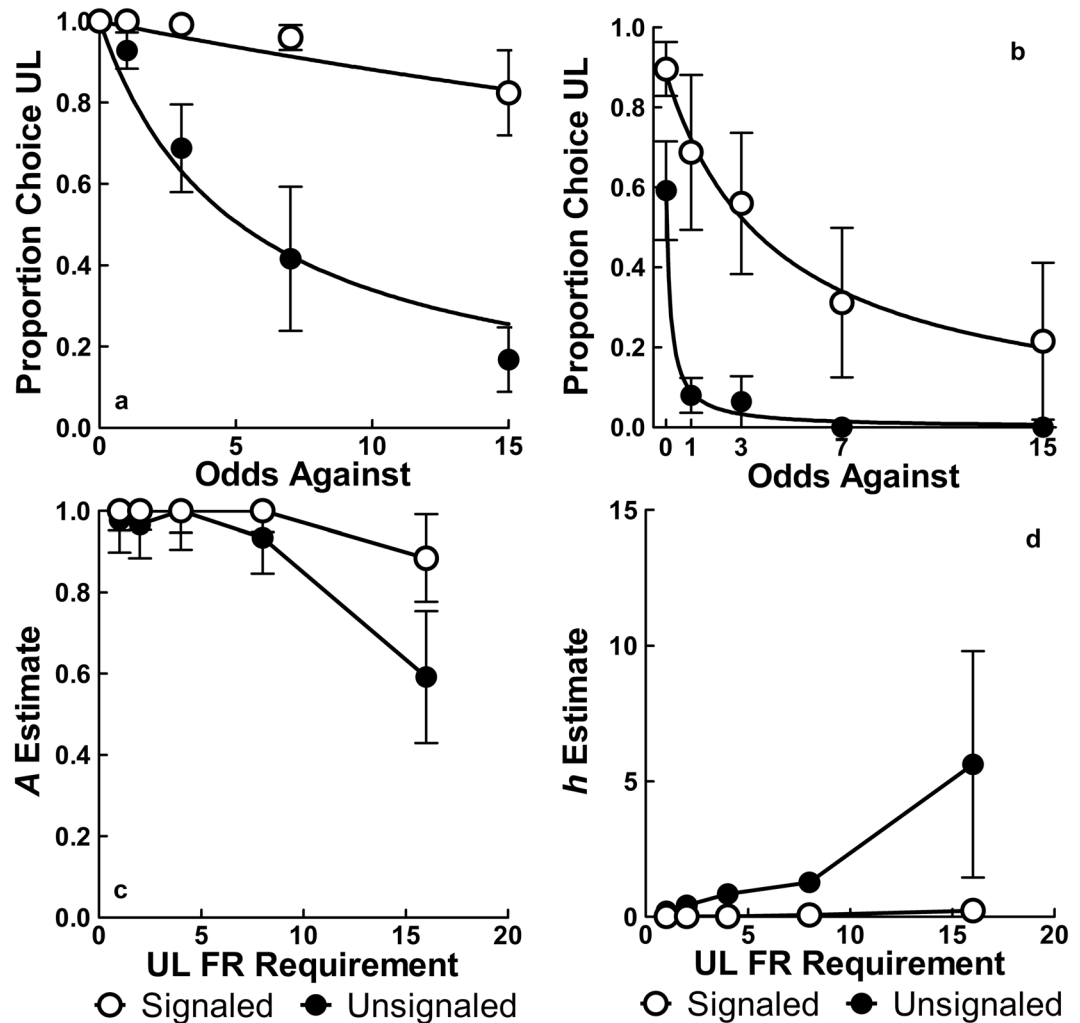 Proportion Choice UL
1.0
0.8
0.6
0.4
0.2
0.0
a
0
5
10
15
Odds Against
Proportion Choice UL
1.0
0.8
0.6
0.4
0.2
0.0
b
0
1
3
7
15
Odds Against
A Estimate
1.0
0.8
0.6
0.4
0.2
0.0
c
0
5
10
15
20
UL FR Requirement
h Estimate
15
10
5
0
d
0
5
10
15
20
UL FR Requirement
Signaled Unsignaled
Signaled Unsignaled